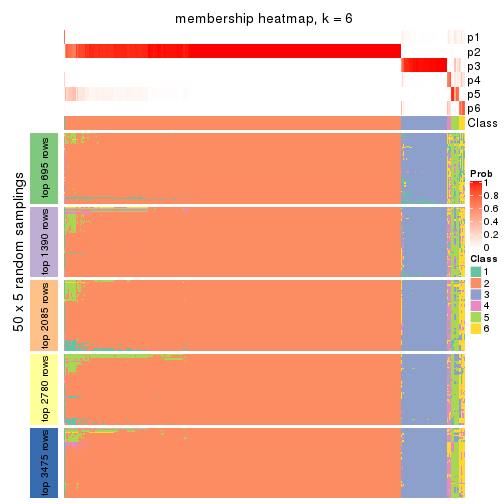 membership heatmap, k = 6
p1
p2
p3
p4
p5
p6
Class
50 x 5 random samplings
top 695 rows
top 1390 rows
top 2085 rows
top 2780 rows
top 3475 rows
Prob
1
0.8
0.6
0.4
0.2
0
Class
1
2
3
4
5
6